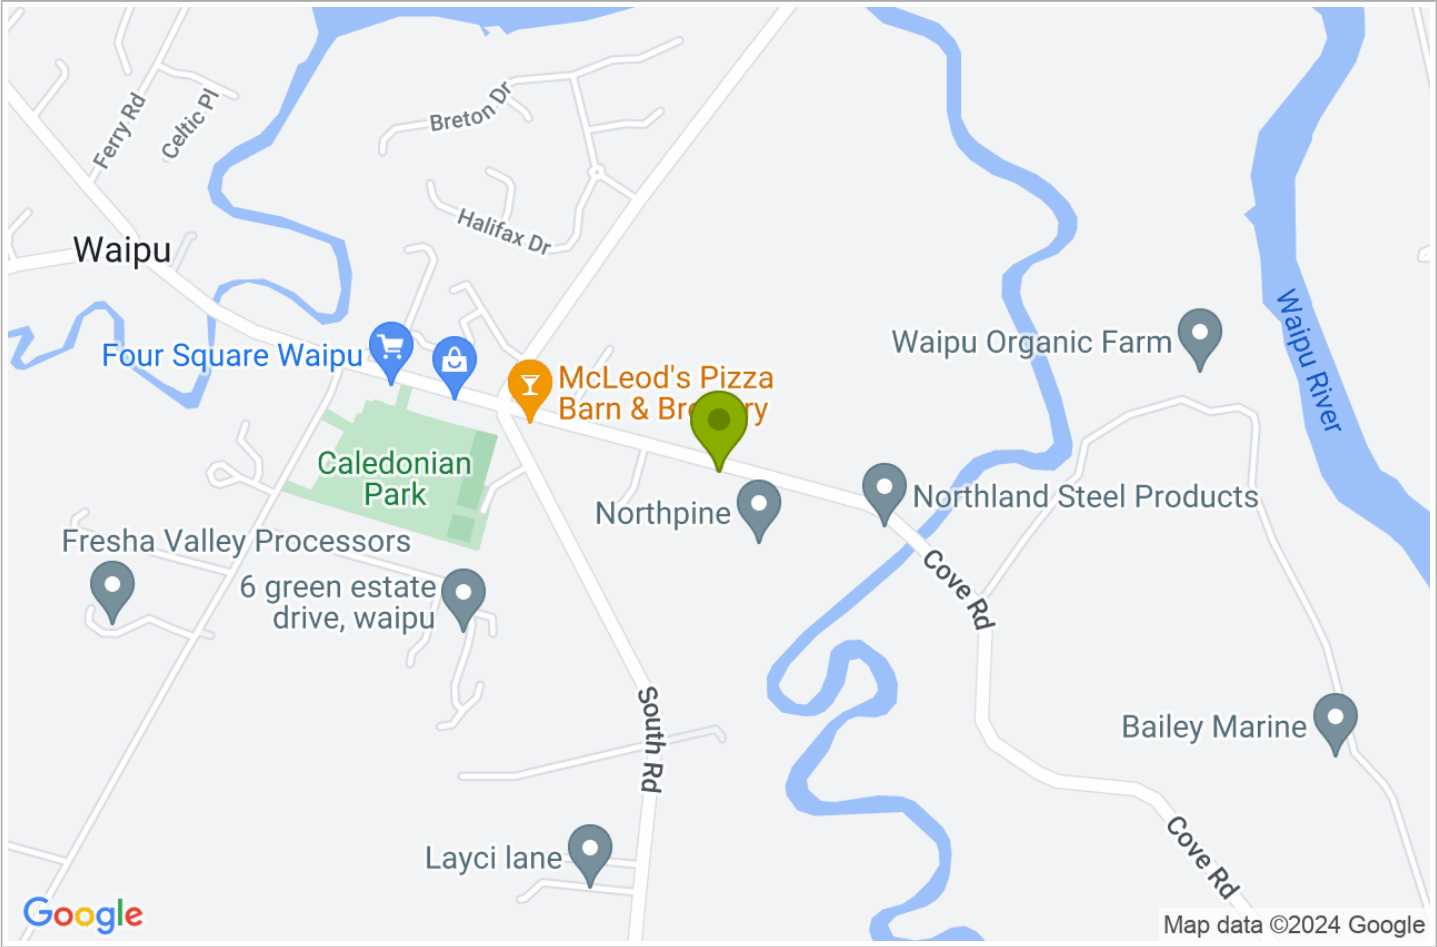 Ferry Rd
Celtic Pl
Breton Dr
Halifax Dr
Waipu
Four Square Waipu
McLeod's Pizza
Barn &
Waipu Organic Farm
Waipu River
Caledonian
Park
Northpine
Northland Steel Products
Fresha Valley Processors
6 green estate
drive, waipu
Cove Rd
South Rd
Bailey Marine
Layci lane
Cove Rd
Google
Map data ©2024 Google